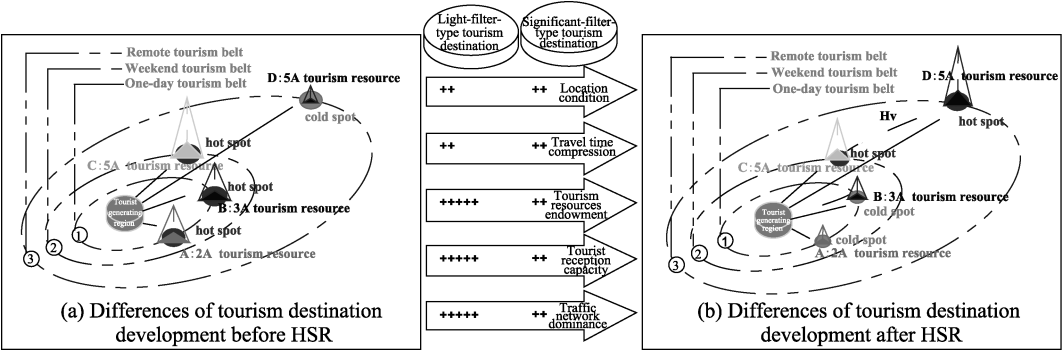 Remote tourism belt
Weekend tourism belt
One-day tourism belt
D:5A tourism resource
cold spot
hot spot
C:5A tourism resource
hot spot
B:3A tourism resource
Tourist
generating
region
hot spot
A:2A tourism resource
1
2
3
(a) Differences of tourism destination
development before HSR
Light-filter-
type tourism
destination
Significant-filter-
type tourism
destination
++
++
Location
condition
++
++
Travel time
compression
+++++
++
Tourism
resources
endowment
+++++
++
Tourist
reception
capacity
+++++
++
Traffic
network
dominance
Remote tourism belt
Weekend tourism belt
One-day tourism belt
D:5A tourism resource
hot spot
Hv
hot spot
C:5A tourism resource
B:3A tourism resource
cold spot
Tourist
generating
region
cold spot
A:2A tourism resource
1
2
3
(b) Differences of tourism destination
development after HSR